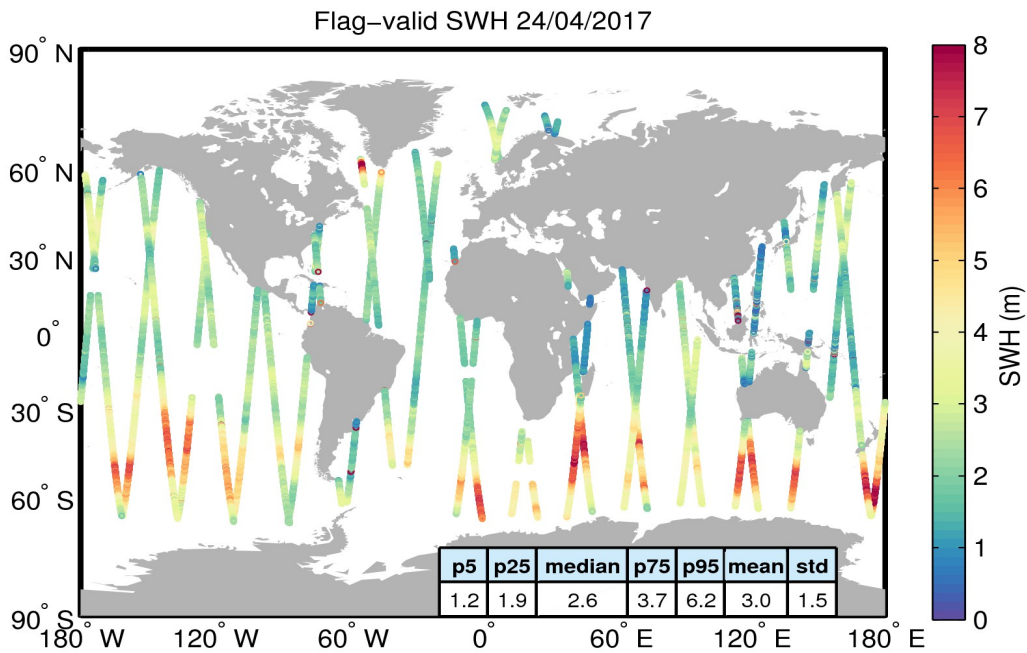 Flag−valid SWH 24/04/2017
90° N
60° N
30° N
0°
30° S
60° S
90° S
180° W 120° W 60° W 0° 60° E 120° E 180° E
p5 p25 median p75 p95 mean std
1.2 1.9 2.6 3.7 6.2 3.0 1.5
8
7
6
5
4
3
2
1
0
SWH (m)